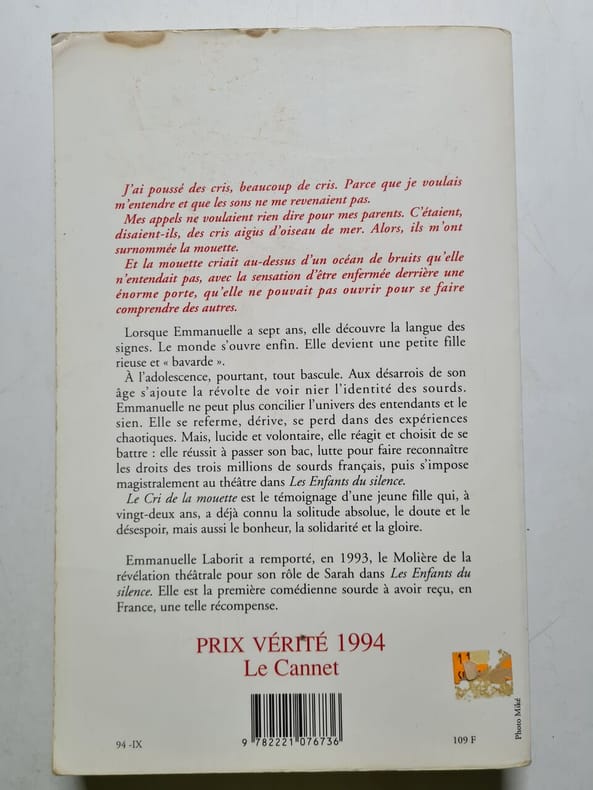 J'ai poussé des cris, beaucoup de cris. Parce que je voulais
m'entendre et que les sons ne me revenaient pas.
Mes appels ne voulaient rien dire pour mes parents. C'étaient,
disaient-ils, des cris aigus d'oiseau de mer. Alors, ils m'ont
surnommée la mouette.
Et la mouette criait au-dessus d'un océan de bruits qu'elle
n'entendait pas, avec la sensation d'être enfermée derrière une
énorme porte, qu'elle ne pouvait pas ouvrir pour se faire
comprendre des autres.
Lorsque Emmanuelle a sept ans, elle découvre la langue des
signes. Le monde s'ouvre enfin. Elle devient une petite fille
rieuse et « bavarde ».
À l'adolescence, pourtant, tout bascule. Aux désarrois de son
âge s'ajoute la révolte de voir nier l'identité des sourds.
Emmanuelle ne peut plus concilier l'univers des entendants et le
sien. Elle se referme, dérive, se perd dans des expériences
chaotiques. Mais, lucide et volontaire, elle réagit et choisit de se
battre : elle réussit à passer son bac, lutte pour faire reconnaître
les droits des trois millions de sourds français, puis s'impose
magistralement au théâtre dans Les Enfants du silence.
Le Cri de la mouette est le témoignage d'une jeune fille qui, à
vingt-deux ans, a déjà connu la solitude absolue, le doute et le
désespoir, mais aussi le bonheur, la solidarité et la gloire.
Emmanuelle Laborit a remporté, en 1993, le Molière de la
révélation théâtrale pour son rôle de Sarah dans Les Enfants du
silence. Elle est la première comédienne sourde à avoir reçu, en
France, une telle récompense.
PRIX VÉRITÉ 1994
Le Cannet
11
9 782221 076736
94 -IX
109 F
Photo Miké